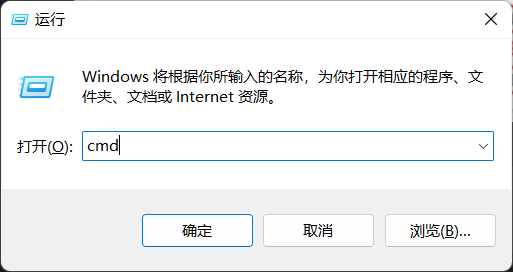 运行
Windows 将根据你所输入的名称，为你打开相应的程序、文
件夹、文档或 Internet 资源。
打开(O): cmd
确定 取消 浏览(B)...